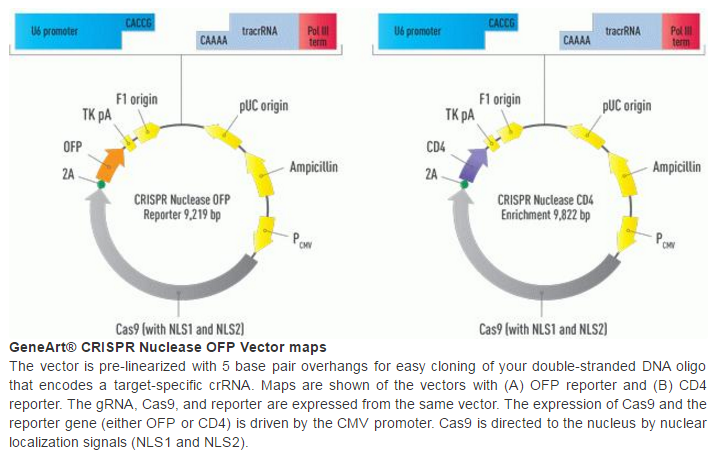 U6 promoter
CACCG
CAAAA
tracrRNA
Pol III
term
F1 origin
TK pA
pUC origin
OFP
2A
Ampicillin
CRISPR Nuclease OFP
Reporter 9,219 bp
PCMV
Cas9 (with NLS1 and NLS2)
U6 promoter
CACCG
CAAAA
tracrRNA
Pol III
term
F1 origin
TK pA
pUC origin
CD4
2A
Ampicillin
CRISPR Nuclease CD4
Enrichment 9,822 bp
PCMV
Cas9 (with NLS1 and NLS2)
GeneArt® CRISPR Nuclease OFP Vector maps
The vector is pre-linearized with 5 base pair overhangs for easy cloning of your double-stranded DNA oligo
that encodes a target-specific crRNA. Maps are shown of the vectors with (A) OFP reporter and (B) CD4
reporter. The gRNA, Cas9, and reporter are expressed from the same vector. The expression of Cas9 and the
reporter gene (either OFP or CD4) is driven by the CMV promoter. Cas9 is directed to the nucleus by nuclear
localization signals (NLS1 and NLS2).